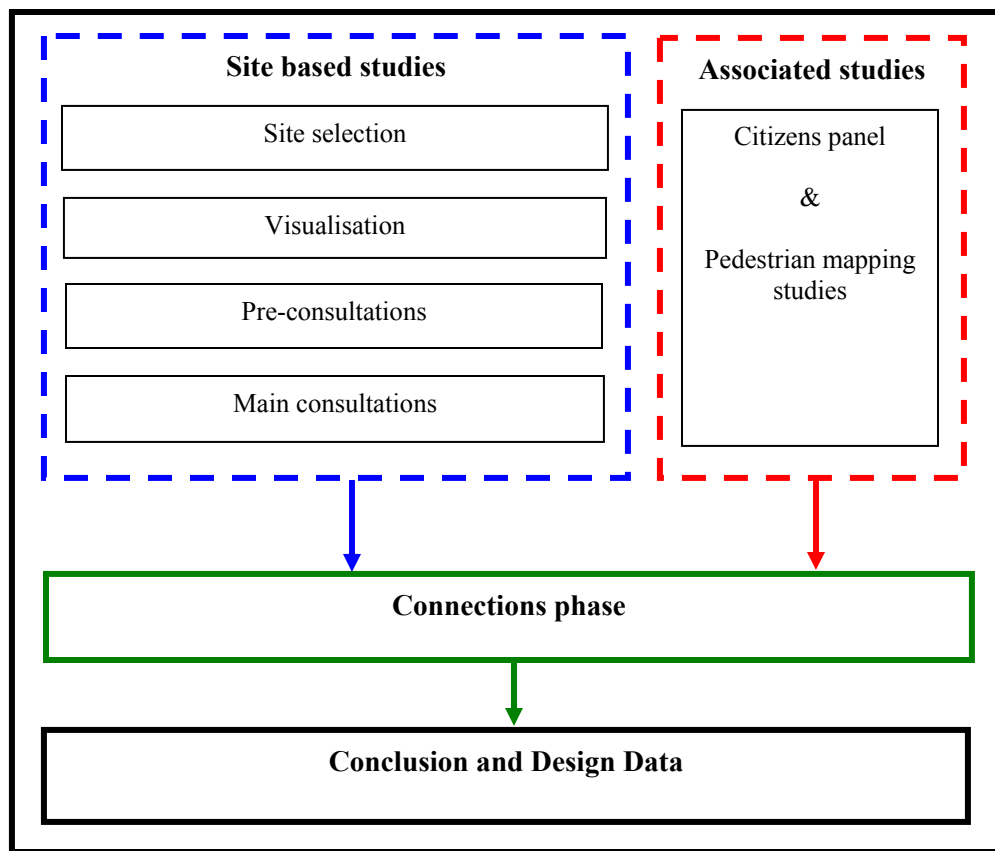 Site based studies
Site selection
Visualisation
Pre-consultations
Main consultations
Associated studies
Citizens panel
&
Pedestrian mapping
studies
Connections phase
Conclusion and Design Data